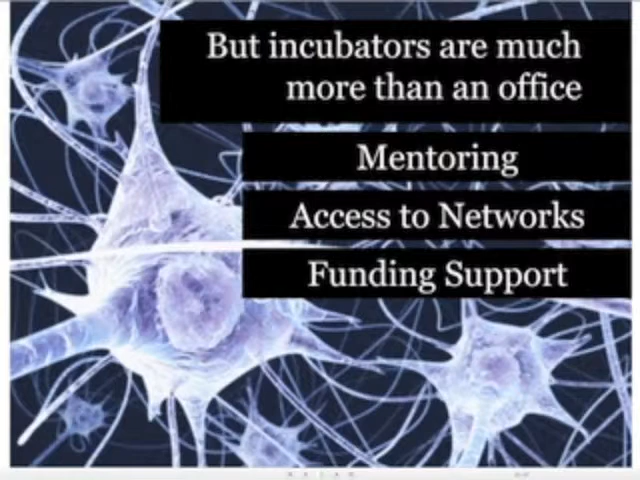 But incubators are much
more than an office
Mentoring
Access to Networks
Funding Support